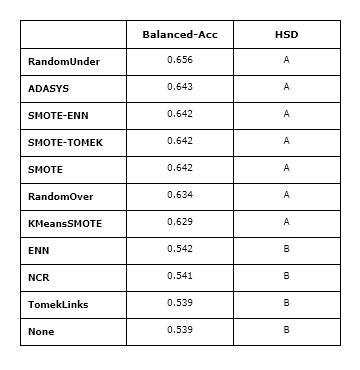 Balanced-Acc HSD
RandomUnder 0.656 A
ADASYS 0.643 A
SMOTE-ENN 0.642 A
SMOTE-TOMEK 0.642 A
SMOTE 0.642 A
RandomOver 0.634 A
KMeansSMOTE 0.629 A
ENN 0.542 B
NCR 0.541 B
TomekLinks 0.539 B
None 0.539 B